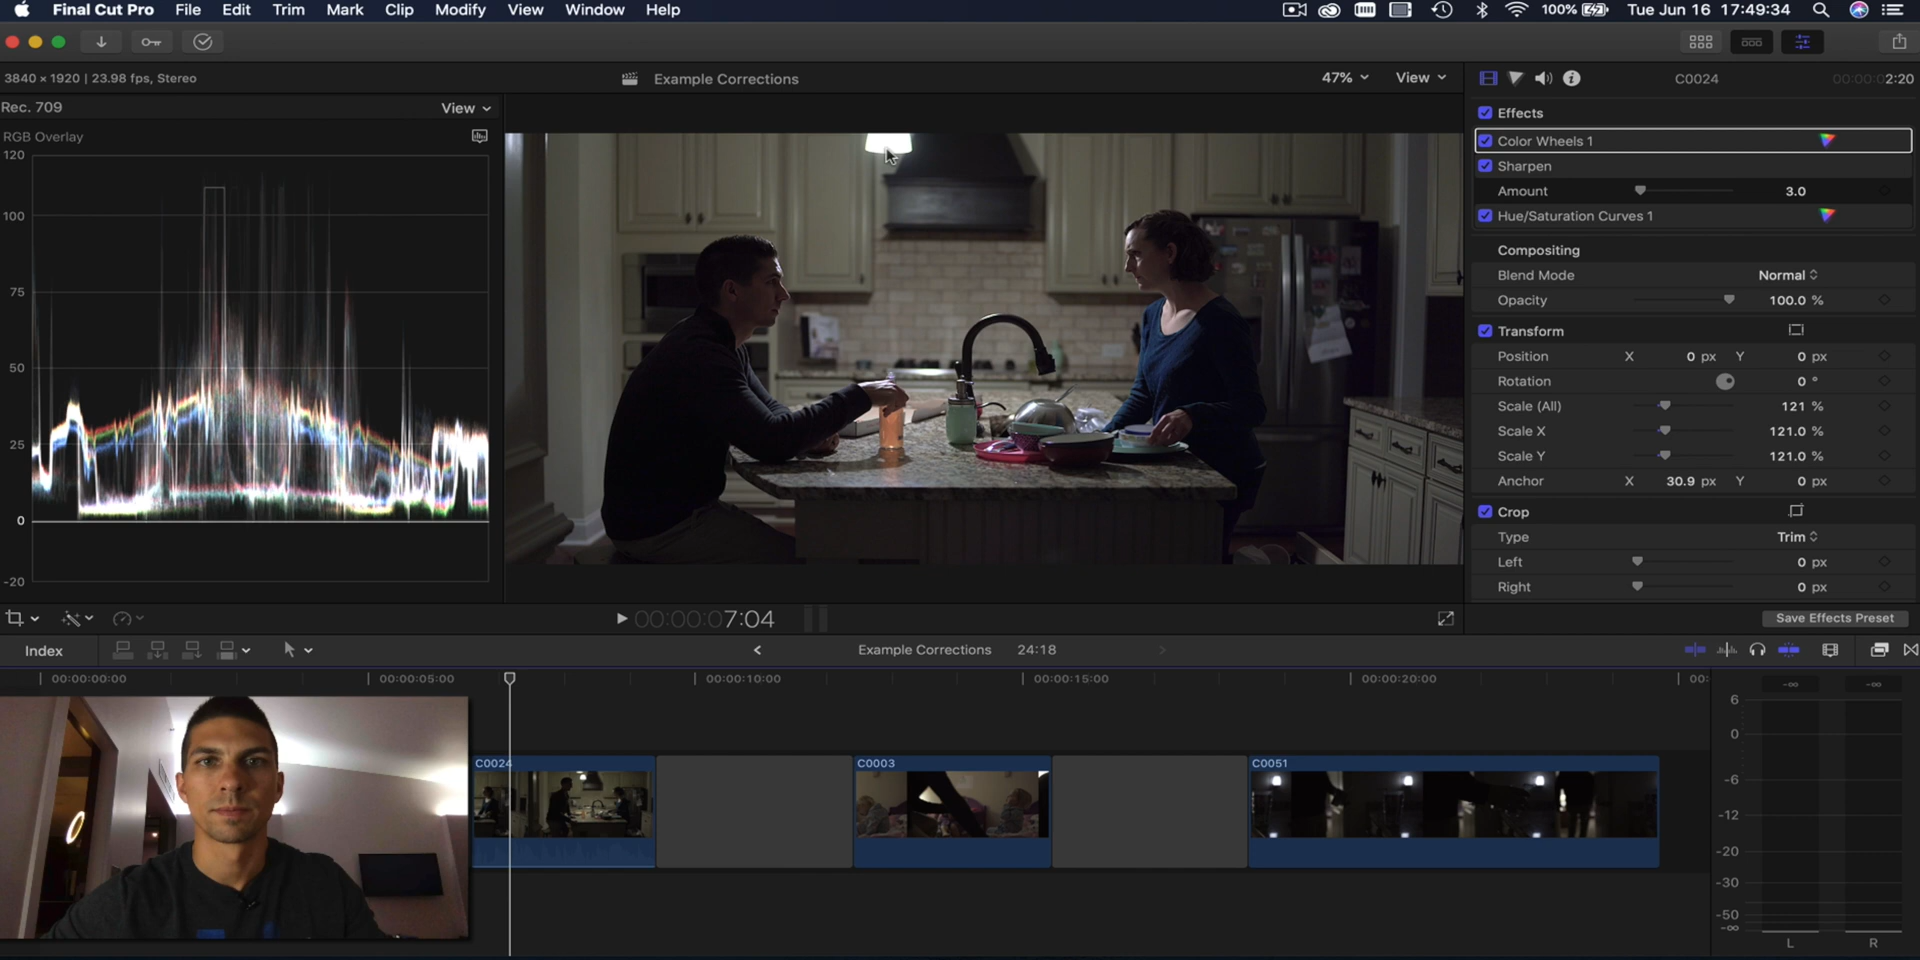 Final Cut Pro File Edit Trim Mark Clip Modify View Window Help 100% Tue Jun 16 17:49:34
3840 × 1920 | 23.98 fps, Stereo Example Corrections 47% View C0024 00:00:02:20
Rec. 709 View
RGB Overlay
120
100
75
50
25
0
-20
Effects
Color Wheels 1
Sharpen
Amount 3.0
Hue/Saturation Curves 1
Compositing
Blend Mode Normal
Opacity 100.0 %
Transform
Position X 0 px Y 0 px
Rotation 0 °
Scale (All) 121 %
Scale X 121.0 %
Scale Y 121.0 %
Anchor X 30.9 px Y 0 px
Crop
Type Trim
Left 0 px
Right 0 px
00:00:07:04 Save Effects Preset
Index Example Corrections 24:18
00:00:00:00 00:00:05:00 00:00:10:00 00:00:15:00 00:00:20:00 00:
C0024 C0003 C0051
-∞ -∞
6
0
-6
-12
-20
-30
-50
-∞
L R